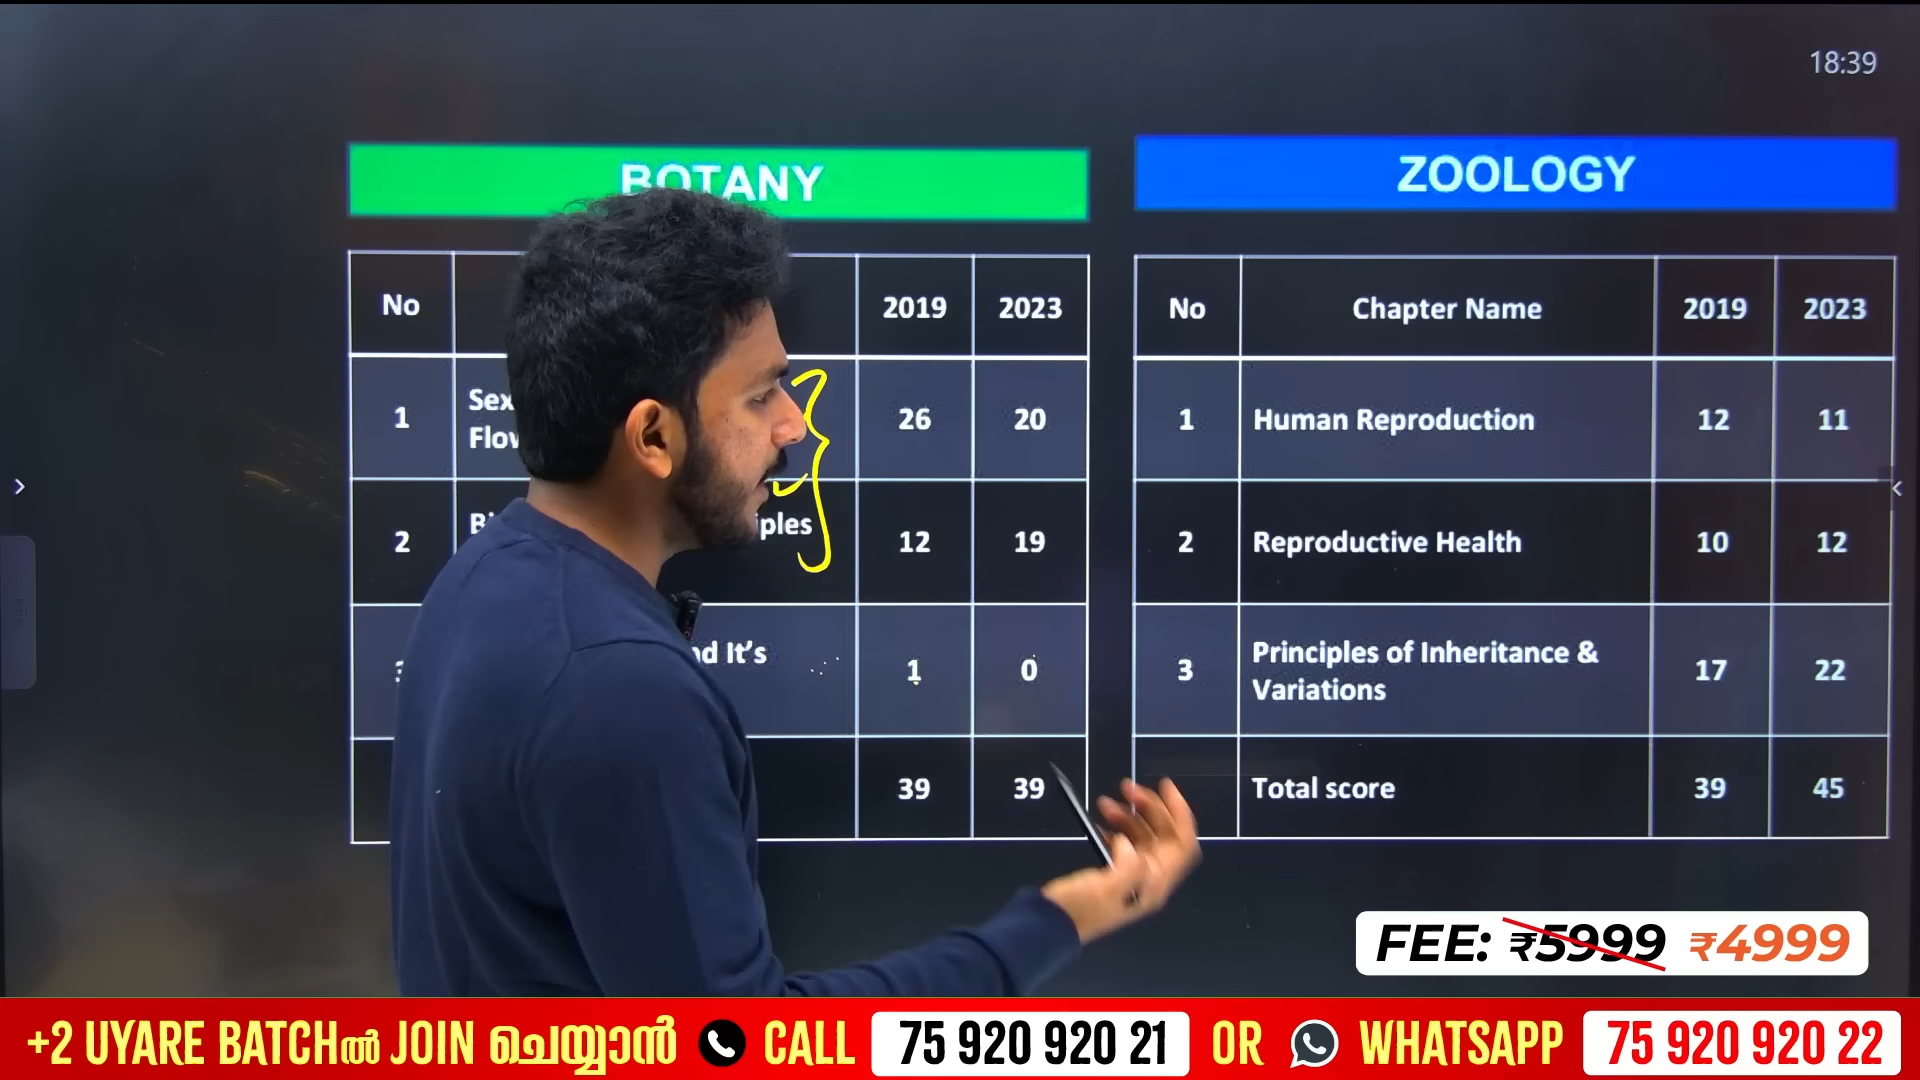 18:39
BOTANY
ZOOLOGY
No 2019 2023
1 26 20
2 12 19
It's 1 0
39 39
No Chapter Name 2019 2023
1 Human Reproduction 12 11
2 Reproductive Health 10 12
3 Principles of Inheritance &
Variations 17 22
Total score 39 45
FEE: ₹5999 ₹4999
+2 UYARE BATCHൽ JOIN ചെയ്യാൻ CALL 75 920 920 21 OR WHATSAPP 75 920 920 22